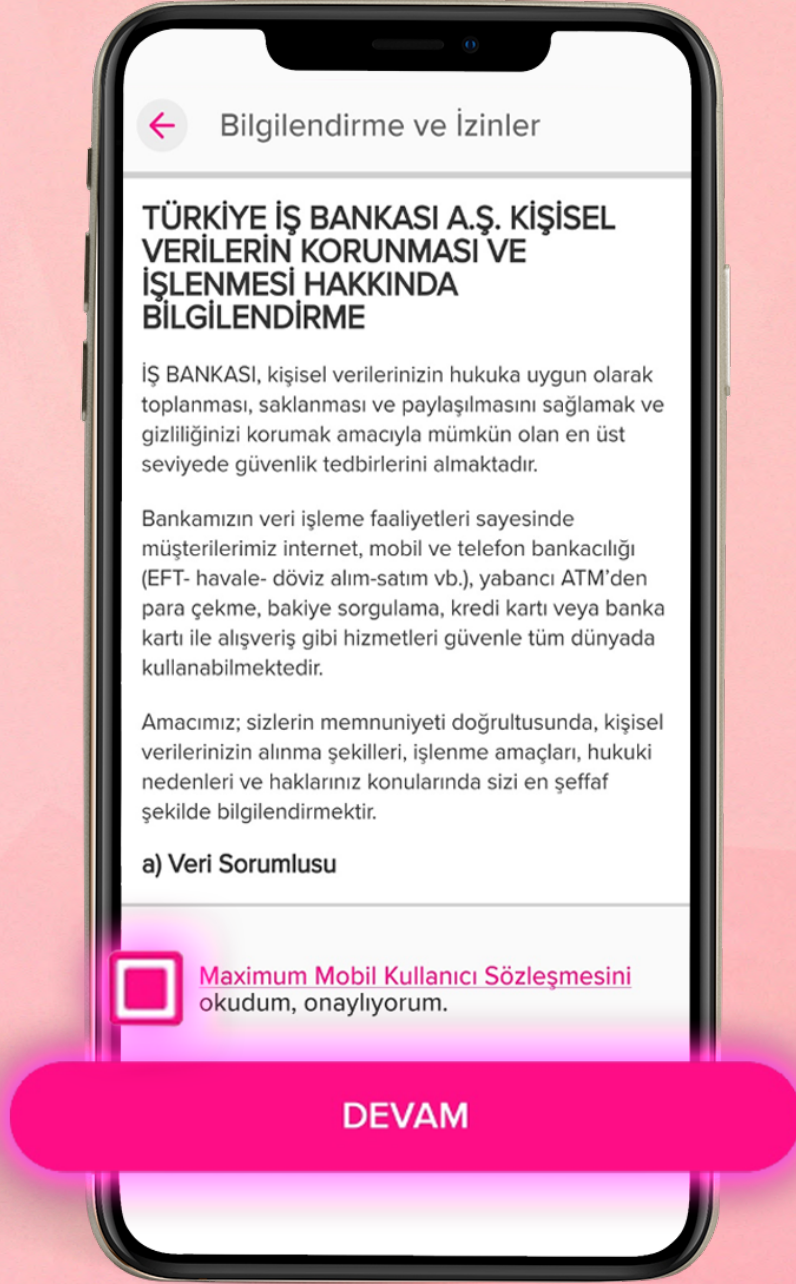 Bilgilendirme ve İzinler
TÜRKİYE İŞ BANKASI A.Ş. KİŞİSEL
VERİLERİN KORUNMASI VE
İŞLENMESİ HAKKINDA
BİLGİLENDİRME
İŞ BANKASI, kişisel verilerinizin hukuka uygun olarak
toplanması, saklanması ve paylaşılmasını sağlamak ve
gizliliğinizi korumak amacıyla mümkün olan en üst
seviyede güvenlik tedbirlerini almaktadır.
Bankamızın veri işleme faaliyetleri sayesinde
müşterilerimiz internet, mobil ve telefon bankacılığı
(EFT- havale- döviz alım-satım vb.), yabancı ATM'den
para çekme, bakiye sorgulama, kredi kartı veya banka
kartı ile alışveriş gibi hizmetleri güvenle tüm dünyada
kullanabilmektedir.
Amacımız; sizlerin memnuniyeti doğrultusunda, kişisel
verilerinizin alınma şekilleri, işlenme amaçları, hukuki
nedenleri ve haklarınız konularında sizi en şeffaf
şekilde bilgilendirmektir.
a) Veri Sorumlusu
Maximum Mobil Kullanıcı Sözleşmesini
okudum, onaylıyorum.
DEVAM